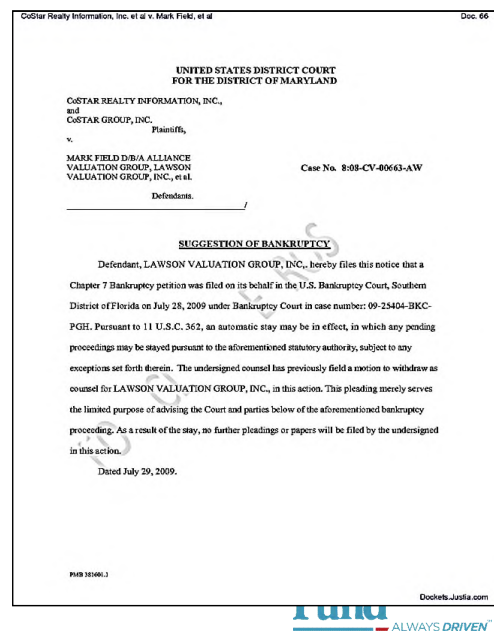 CoStar Realty Information, Inc. et al v. Mark Field, et al Doc. 66
UNITED STATES DISTRICT COURT
FOR THE DISTRICT OF MARYLAND
CoSTAR REALTY INFORMATION, INC.,
and
CoSTAR GROUP, INC.
Plaintiffs,
v.
MARK FIELD D/B/A ALLIANCE
VALUATION GROUP, LAWSON
VALUATION GROUP, INC., et al.
Case No. 8:08-CV-00663-AW
Defendants.
/
SUGGESTION OF BANKRUPTCY
Defendant, LAWSON VALUATION GROUP, INC,. hereby files this notice that a
Chapter 7 Bankruptcy petition was filed on its behalf in the U.S. Bankruptcy Court, Southern
District of Florida on July 28, 2009 under Bankruptcy Court in case number: 09-25404-BKC-
PGH. Pursuant to 11 U.S.C. 362, an automatic stay may be in effect, in which any pending
proceedings may be stayed pursuant to the aforementioned statutory authority, subject to any
exceptions set forth therein. The undersigned counsel has previously field a motion to withdraw as
counsel for LAWSON VALUATION GROUP, INC., in this action. This pleading merely serves
the limited purpose of advising the Court and parties below of the aforementioned bankruptcy
proceeding. As a result of the stay, no further pleadings or papers will be filed by the undersigned
in this action.
Dated July 29, 2009.
PMB 381601.1
Dockets.Justia.com
Fund
ALWAYS DRIVEN™